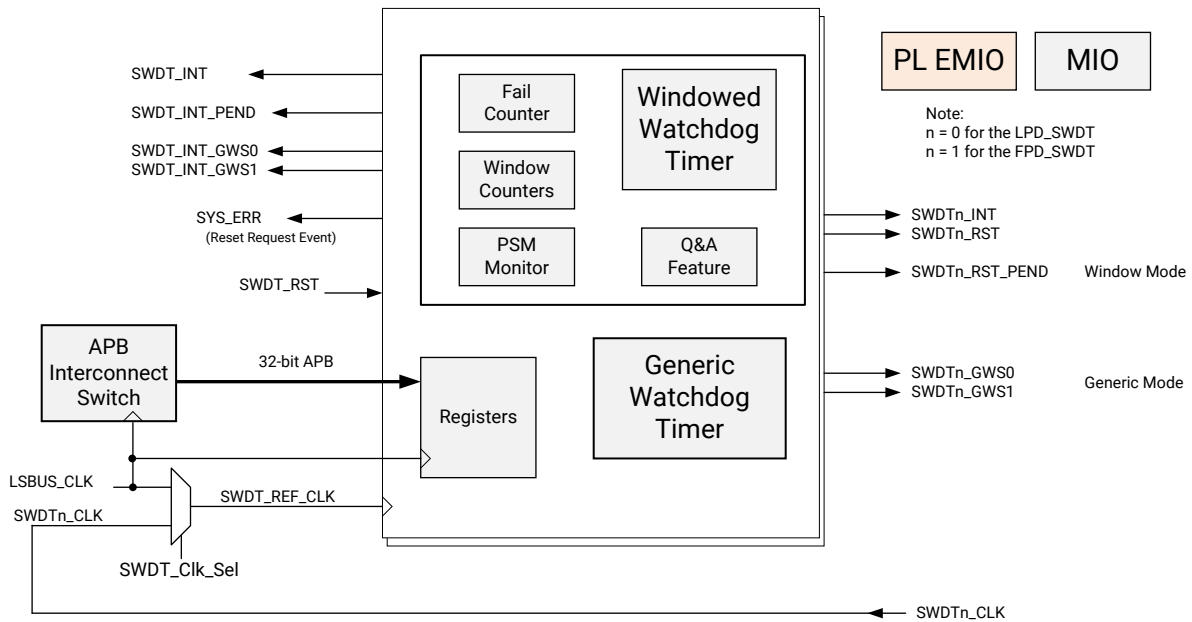 SWDT_INT
SWDT_INT_PEND
SWDT_INT_GWS0
SWDT_INT_GWS1
SYS_ERR
(Reset Request Event)
SWDT_RST
APB
Interconnect
Switch
32-bit APB
LSBUS_CLK
SWDTn_CLK
SWDT_REF_CLK
SWDT_Clk_Sel
Fail
Counter
Window
Counters
PSM
Monitor
Windowed
Watchdog
Timer
Q&A
Feature
Registers
Generic
Watchdog
Timer
PL EMIO
MIO
Note:
n = 0 for the LPD_SWDT
n = 1 for the FPD_SWDT
SWDTn_INT
SWDTn_RST
SWDTn_RST_PEND
Window Mode
SWDTn_GWS0
SWDTn_GWS1
Generic Mode
SWDTn_CLK